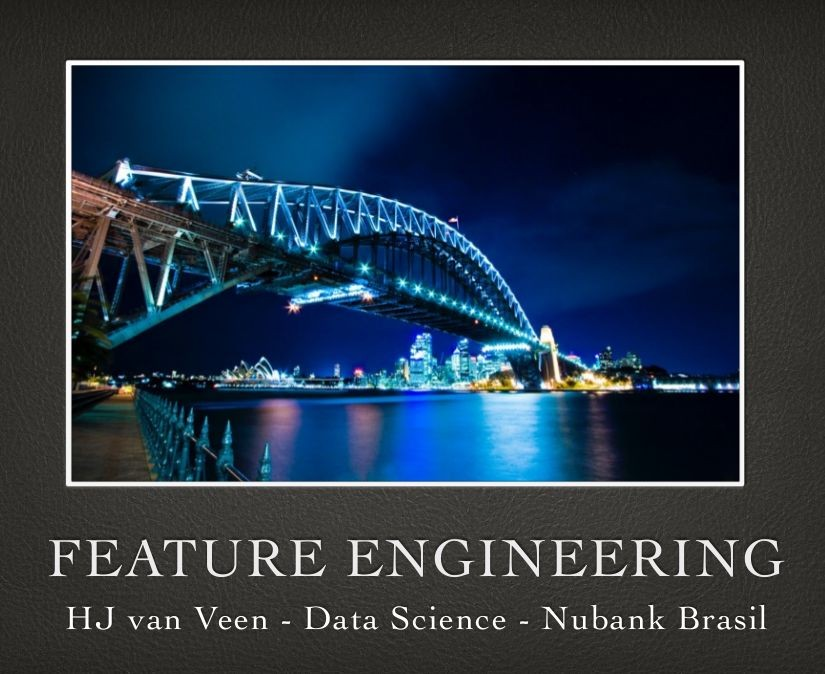 FEATURE ENGINEERING
HJ van Veen - Data Science - Nubank Brasil